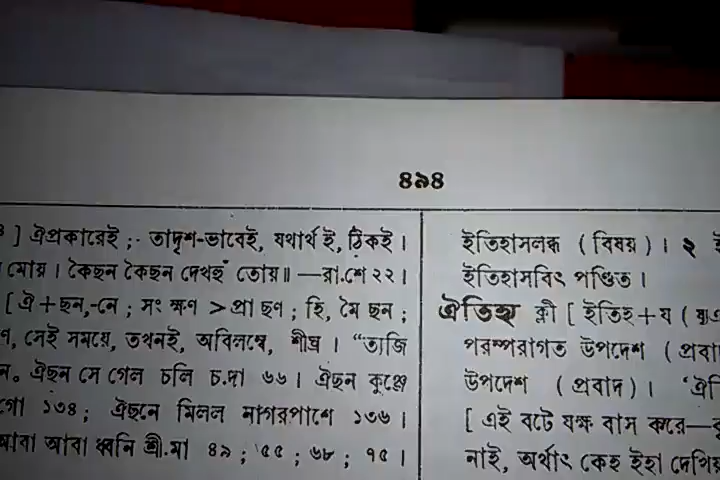 ৪৯৪
] ঐপ্রকারেই ; তাদৃশ-ভাবেই, যথার্থ ই, ঠিকই।
মোয়। কৈছন কৈছন দেখহুঁ তোয়॥ —রা.শে ২২।
[ ঐ+ছন,-নে ; সং ক্ষণ > প্রা ছণ ; হি, মৈ ছন ;
সেই সময়ে, তখনই, অবিলম্বে, শীঘ্র। “তাজি
ঐছন সে গেল চলি চ.দা ৬৬। ঐছন কুঞ্জে
১৩৪ ; ঐছনে মিলল নাগরপাশে ১৩৬।
আবা ধ্বনি শ্রী.মা ৪৯ ; ৫৫ ; ৬৮ ; ৭৫।
ইতিহাসলব্ধ ( বিষয় )। ২
ইতিহাসবিৎ পণ্ডিত।
ঐতিহ্য ক্লী [ ইতিহ+য
পরম্পরাগত উপদেশ
উপদেশ ( প্রবাদ )।
[ এই বটে যক্ষ বাস করে—
নাই, অর্থাৎ কেহ ইহা